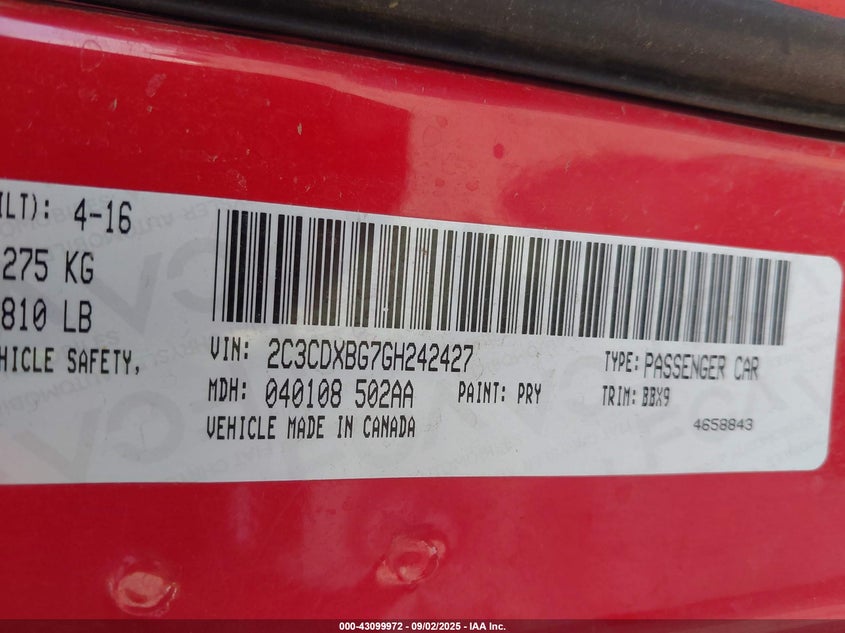 ILT): 4-16
275 KG
810 LB
HICLE SAFETY,
VIN: 2C3CDXBG7GH242427
TYPE: PASSENGER CAR
MDH: 040108 502AA
PAINT: PRY
TRIM: BBX9
VEHICLE MADE IN CANADA
4658843
000-43099972 - 09/02/2025 - IAA Inc.